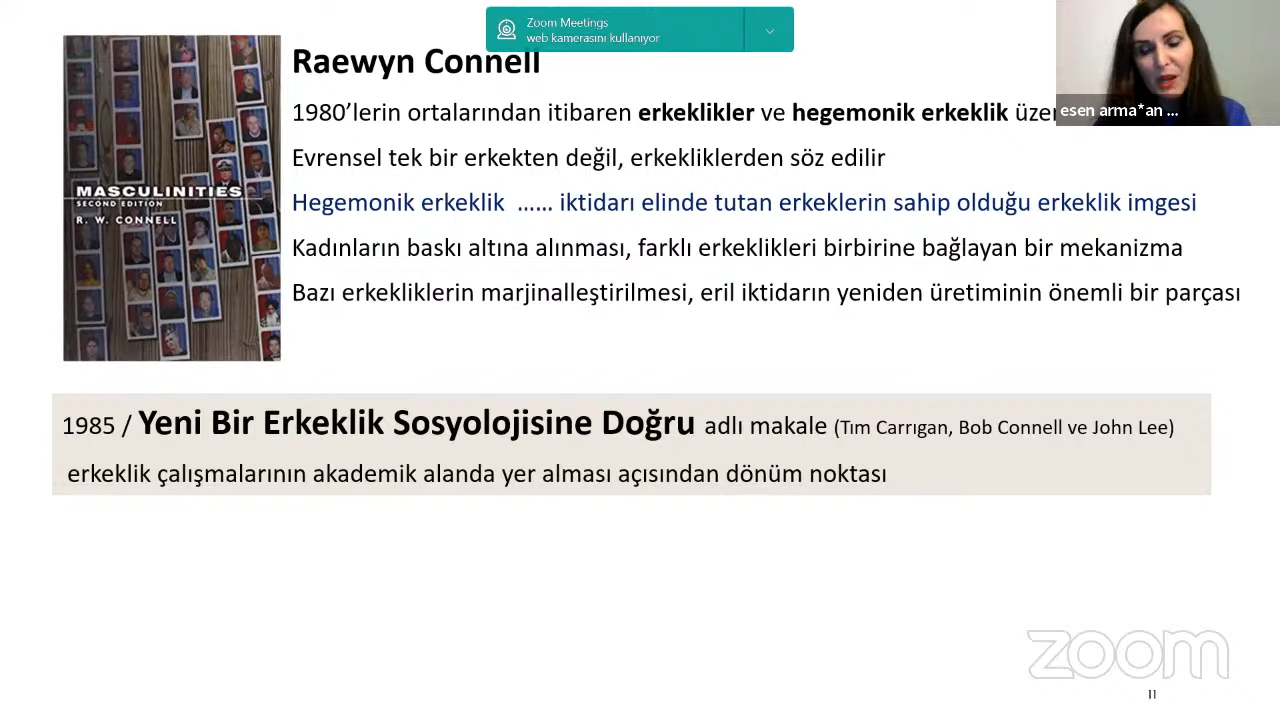 Zoom Meetings
web kamerasını kullanıyor
esen arma*an ...
Raewyn Connell
1980’lerin ortalarından itibaren erkeklikler ve hegemonik erkeklik
Evrensel tek bir erkekten değil, erkekliklerden söz edilir
Hegemonik erkeklik …… iktidarı elinde tutan erkeklerin sahip olduğu erkeklik imgesi
Kadınların baskı altına alınması, farklı erkeklikleri birbirine bağlayan bir mekanizma
Bazı erkekliklerin marjinalleştirilmesi, eril iktidarın yeniden üretiminin önemli bir parçası
MASCULINITIES
SECOND EDITION
R. W. CONNELL
1985 / Yeni Bir Erkeklik Sosyolojisine Doğru adlı makale (Tım Carrıgan, Bob Connell ve John Lee)
erkeklik çalışmalarının akademik alanda yer alması açısından dönüm noktası
zoom
11